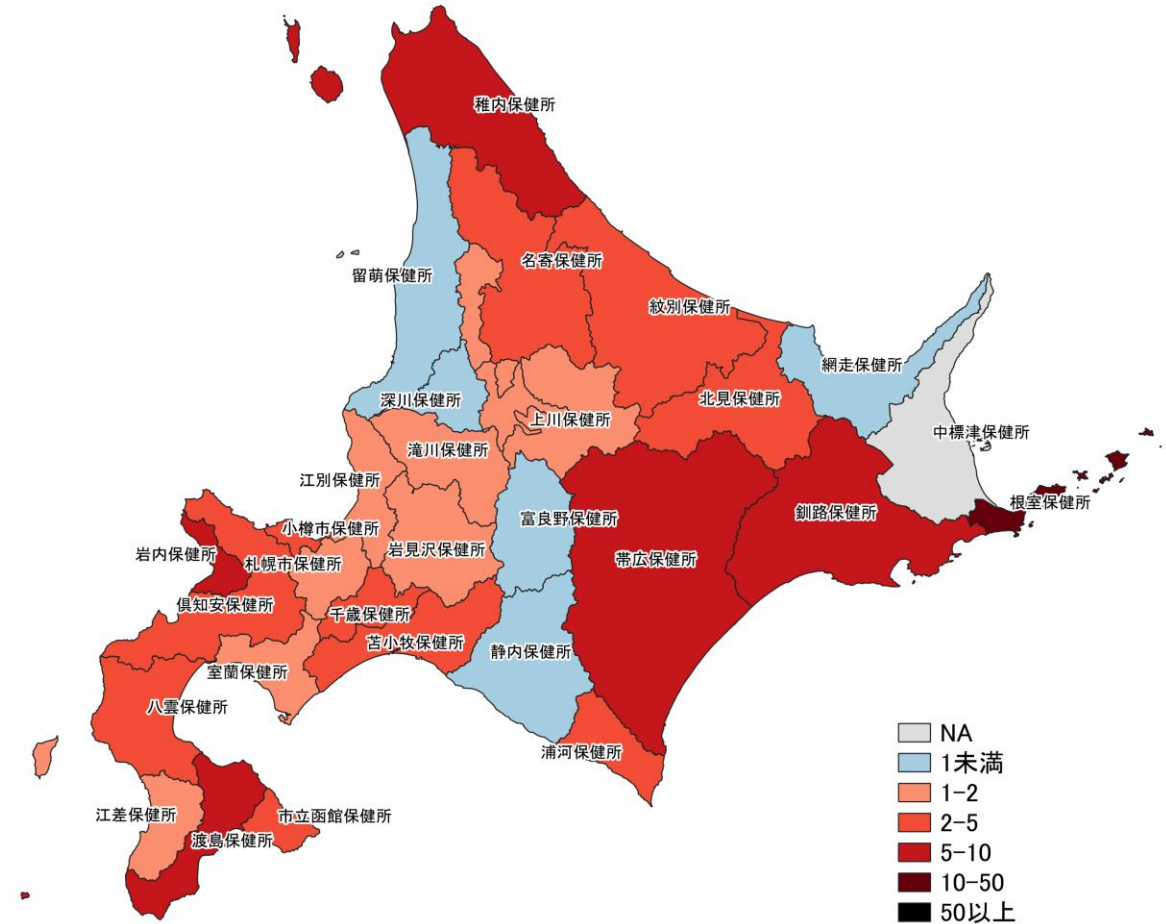 稚内保健所
名寄保健所
留萌保健所
紋別保健所
網走保健所
深川保健所
北見保健所
上川保健所
中標津保健所
滝川保健所
江別保健所
根室保健所
釧路保健所
富良野保健所
小樽市保健所
岩見沢保健所
岩内保健所
札幌市保健所
帯広保健所
倶知安保健所
千歳保健所
苫小牧保健所
静内保健所
室蘭保健所
八雲保健所
浦河保健所
江差保健所
市立函館保健所
渡島保健所
NA
1未満
1-2
2-5
5-10
10-50
50以上